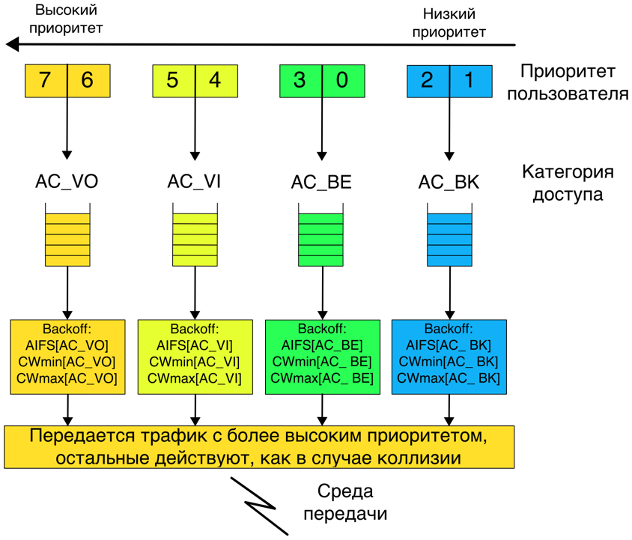 Высокий
приоритет
Низкий
приоритет
7 6
5 4
3 0
2 1
Приоритет
пользователя
AC_VO
AC_VI
AC_BE
AC_BK
Категория
доступа
Backoff:
AIFS[AC_VO]
CWmin[AC_VO]
CWmax[AC_VO]
Backoff:
AIFS[AC_VI]
CWmin[AC_VI]
CWmax[AC_VI]
Backoff:
AIFS[AC_BE]
CWmin[AC_ BE]
CWmax[AC_ BE]
Backoff:
AIFS[AC_ BK]
CWmin[AC_ BK]
CWmax[AC_ BK]
Передается трафик с более высоким приоритетом,
остальные действуют, как в случае коллизии
Среда
передачи